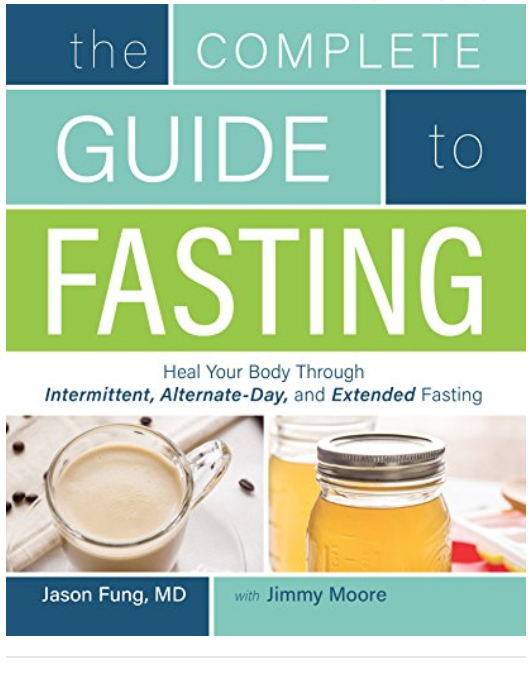 the COMPLETE
GUIDE to
FASTING
Heal Your Body Through
Intermittent, Alternate-Day, and Extended Fasting
Jason Fung, MD with Jimmy Moore